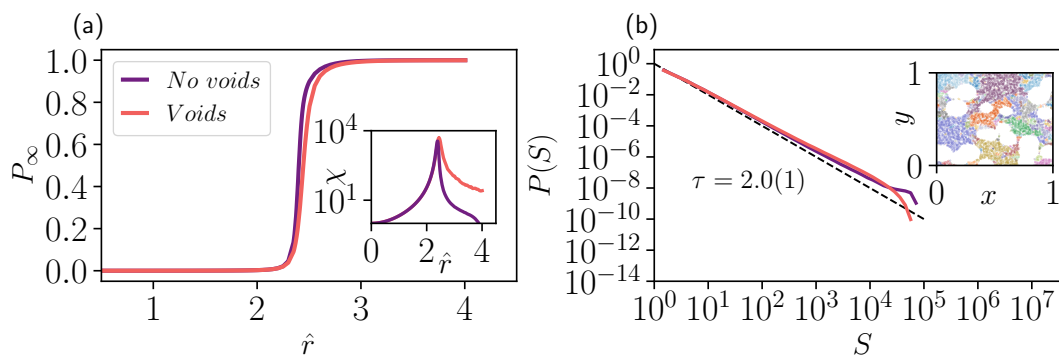 (a)
1.0
0.8
0.6
0.4
0.2
0.0
P∞
No voids
Voids
10^4
10^1
χ
0
2
4
r̂
1
2
3
4
r̂
(b)
10^0
10^-2
10^-4
10^-6
10^-8
10^-10
10^-12
10^-14
P(S)
τ = 2.0(1)
1
0
y
0
1
x
10^0
10^1
10^2
10^3
10^4
10^5
10^6
10^7
S